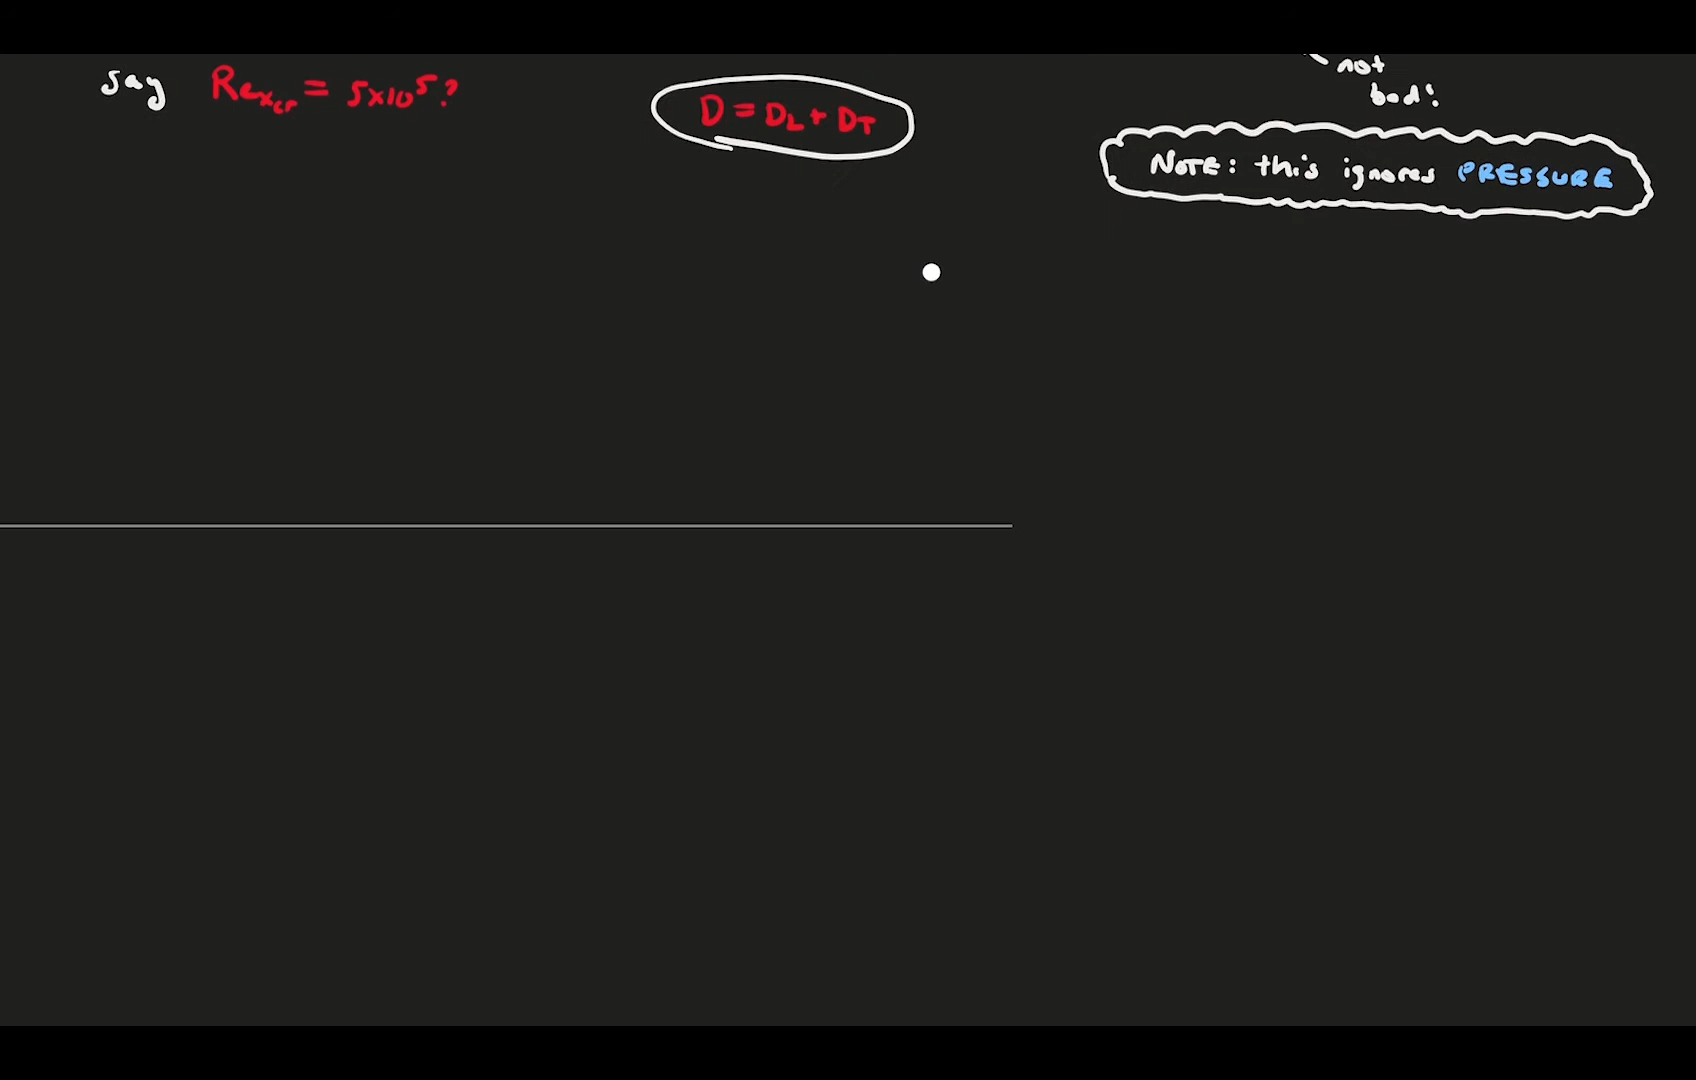 say Rexcr = 5x10^5?
D = DL + DT
not
bad!
NOTE: this ignores PRESSURE